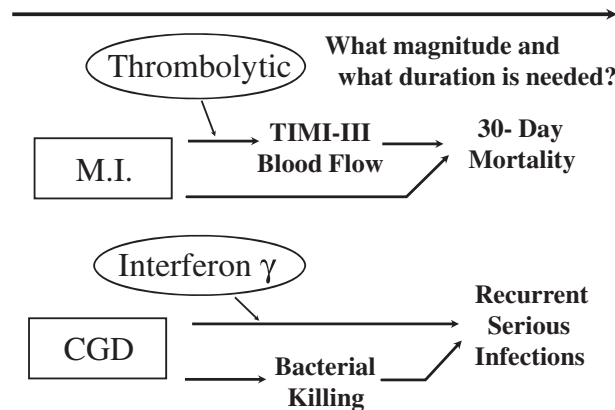 Thrombolytic
What magnitude and
what duration is needed?
M.I.
TIMI-III
Blood Flow
30- Day
Mortality
Interferon γ
CGD
Bacterial
Killing
Recurrent
Serious
Infections